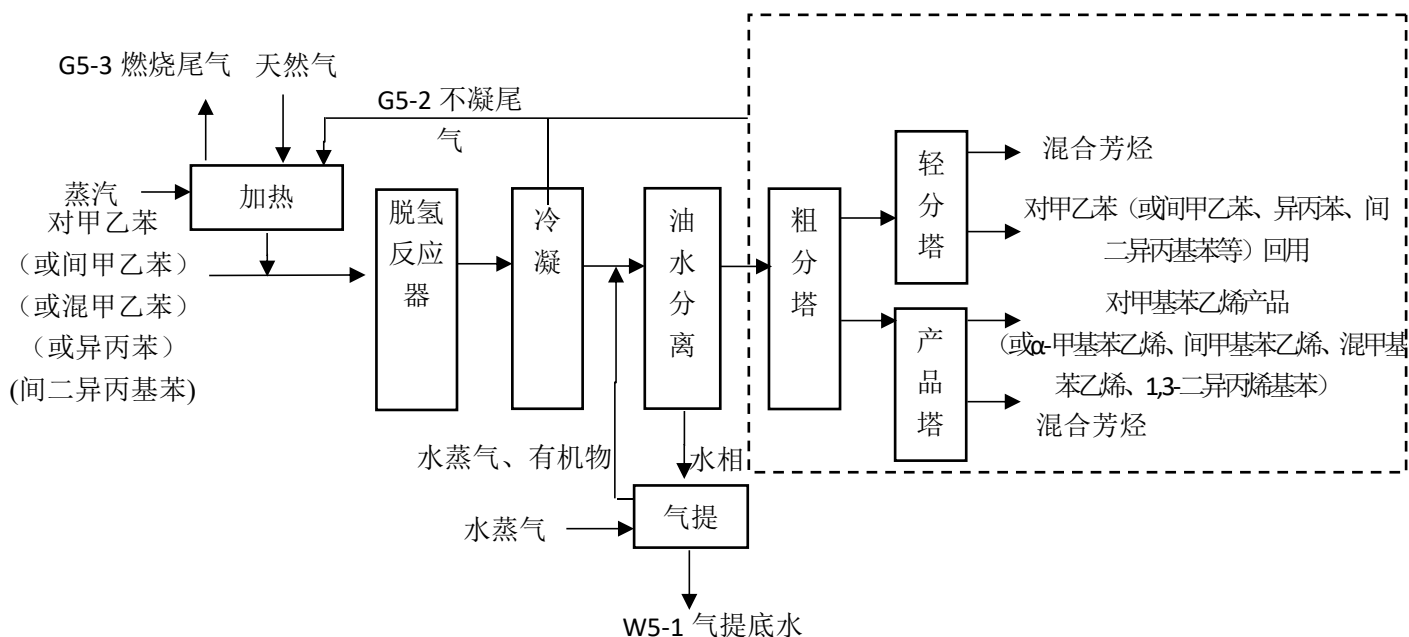 G5-3 燃烧尾气 天然气
G5-2 不凝尾
气
蒸汽
加热
对甲乙苯
（或间甲乙苯）
（或混甲乙苯）
（或异丙苯）
(间二异丙基苯)
脱氢
反应
器
冷
凝
油
水
分
离
粗
分
塔
轻
分
塔
混合芳烃
对甲乙苯（或间甲乙苯、异丙苯、间
二异丙基苯等）回用
产
品
塔
对甲基苯乙烯产品
（或α-甲基苯乙烯、间甲基苯乙烯、混甲基
苯乙烯、1,3-二异丙烯基苯）
混合芳烃
水蒸气、有机物
水相
水蒸气
气提
W5-1 气提底水